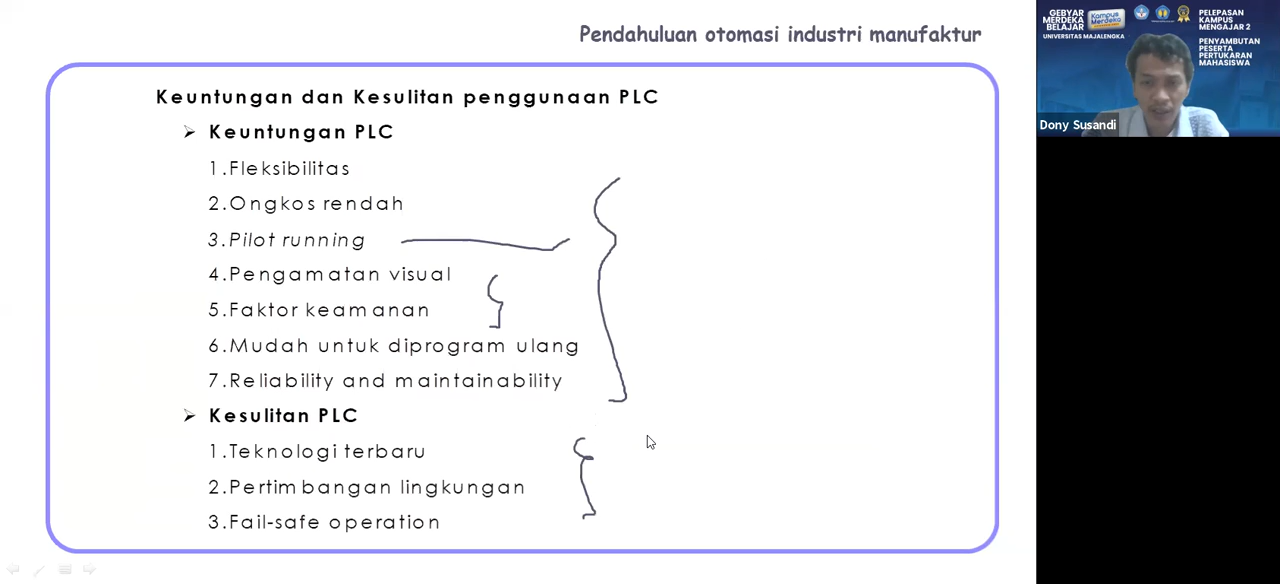 Pendahuluan otomasi industri manufaktur
Keuntungan dan Kesulitan penggunaan PLC
➢ Keuntungan PLC
1.Fleksibilitas
2.Ongkos rendah
3.Pilot running
4.Pengamatan visual
5.Faktor keamanan
6.Mudah untuk diprogram ulang
7.Reliability and maintainability
➢ Kesulitan PLC
1.Teknologi terbaru
2.Pertimbangan lingkungan
3.Fail-safe operation
GEBYAR
MERDEKA
BELAJAR
UNIVERSITAS MAJALENGKA
Kampus
Merdeka
PELEPASAN
KAMPUS
MENGAJAR 2
PENYAMBUTAN
PESERTA
PERTUKARAN
MAHASISWA
Dony Susandi